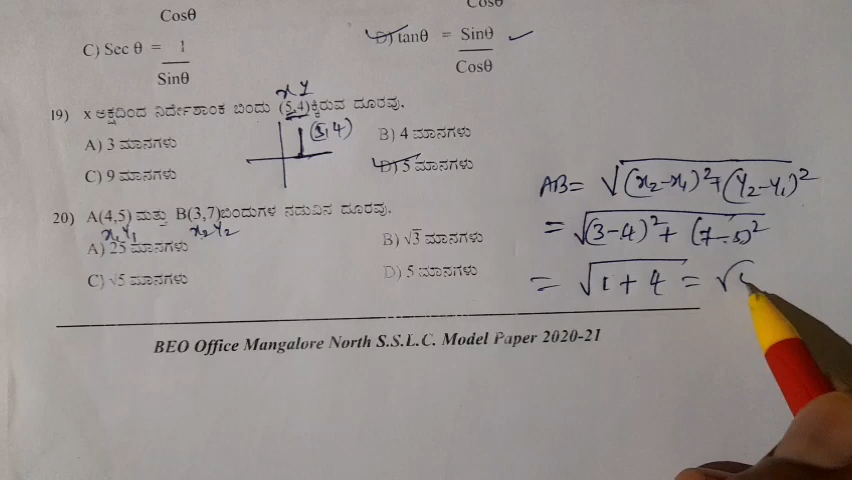 Cosθ
Cosθ
C) Sec θ = 1
Sinθ
D) tanθ = Sinθ
Cosθ
x y
19) x ಅಕ್ಷದಿಂದ ನಿರ್ದೇಶಾಂಕ ಬಿಂದು (5,4)ಕ್ಕಿರುವ ದೂರವು.
(5,4)
A) 3 ಮಾನಗಳು
B) 4 ಮಾನಗಳು
C) 9 ಮಾನಗಳು
D) 5 ಮಾನಗಳು
20) A(4,5) ಮತ್ತು B(3,7)ಬಿಂದುಗಳ ನಡುವಿನ ದೂರವು.
x₁ y₁ x₂ y₂
A) 25 ಮಾನಗಳು
B) √3 ಮಾನಗಳು
C) √5 ಮಾನಗಳು
D) 5 ಮಾನಗಳು
AB = √(x₂-x₁)²+(y₂-y₁)²
= √(3-4)²+(7-5)²
= √1+4 = √
BEO Office Mangalore North S.S.L.C. Model Paper 2020-21